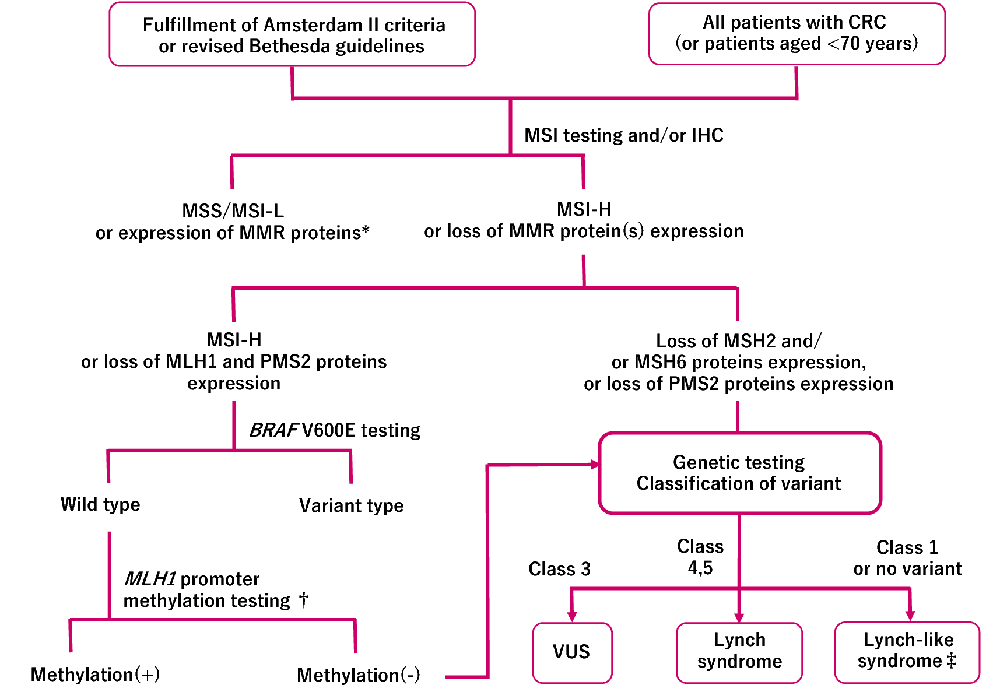 Fulfillment of Amsterdam II criteria
or revised Bethesda guidelines
All patients with CRC
(or patients aged <70 years)
MSI testing and/or IHC
MSS/MSI-L
or expression of MMR proteins*
MSI-H
or loss of MMR protein(s) expression
MSI-H
or loss of MLH1 and PMS2 proteins
expression
Loss of MSH2 and/
or MSH6 proteins expression,
or loss of PMS2 proteins expression
BRAF V600E testing
Wild type
Variant type
Genetic testing
Classification of variant
MLH1 promoter
methylation testing †
Methylation(+)
Methylation(-)
Class 3
Class
4,5
Class 1
or no variant
VUS
Lynch
syndrome
Lynch-like
syndrome ‡